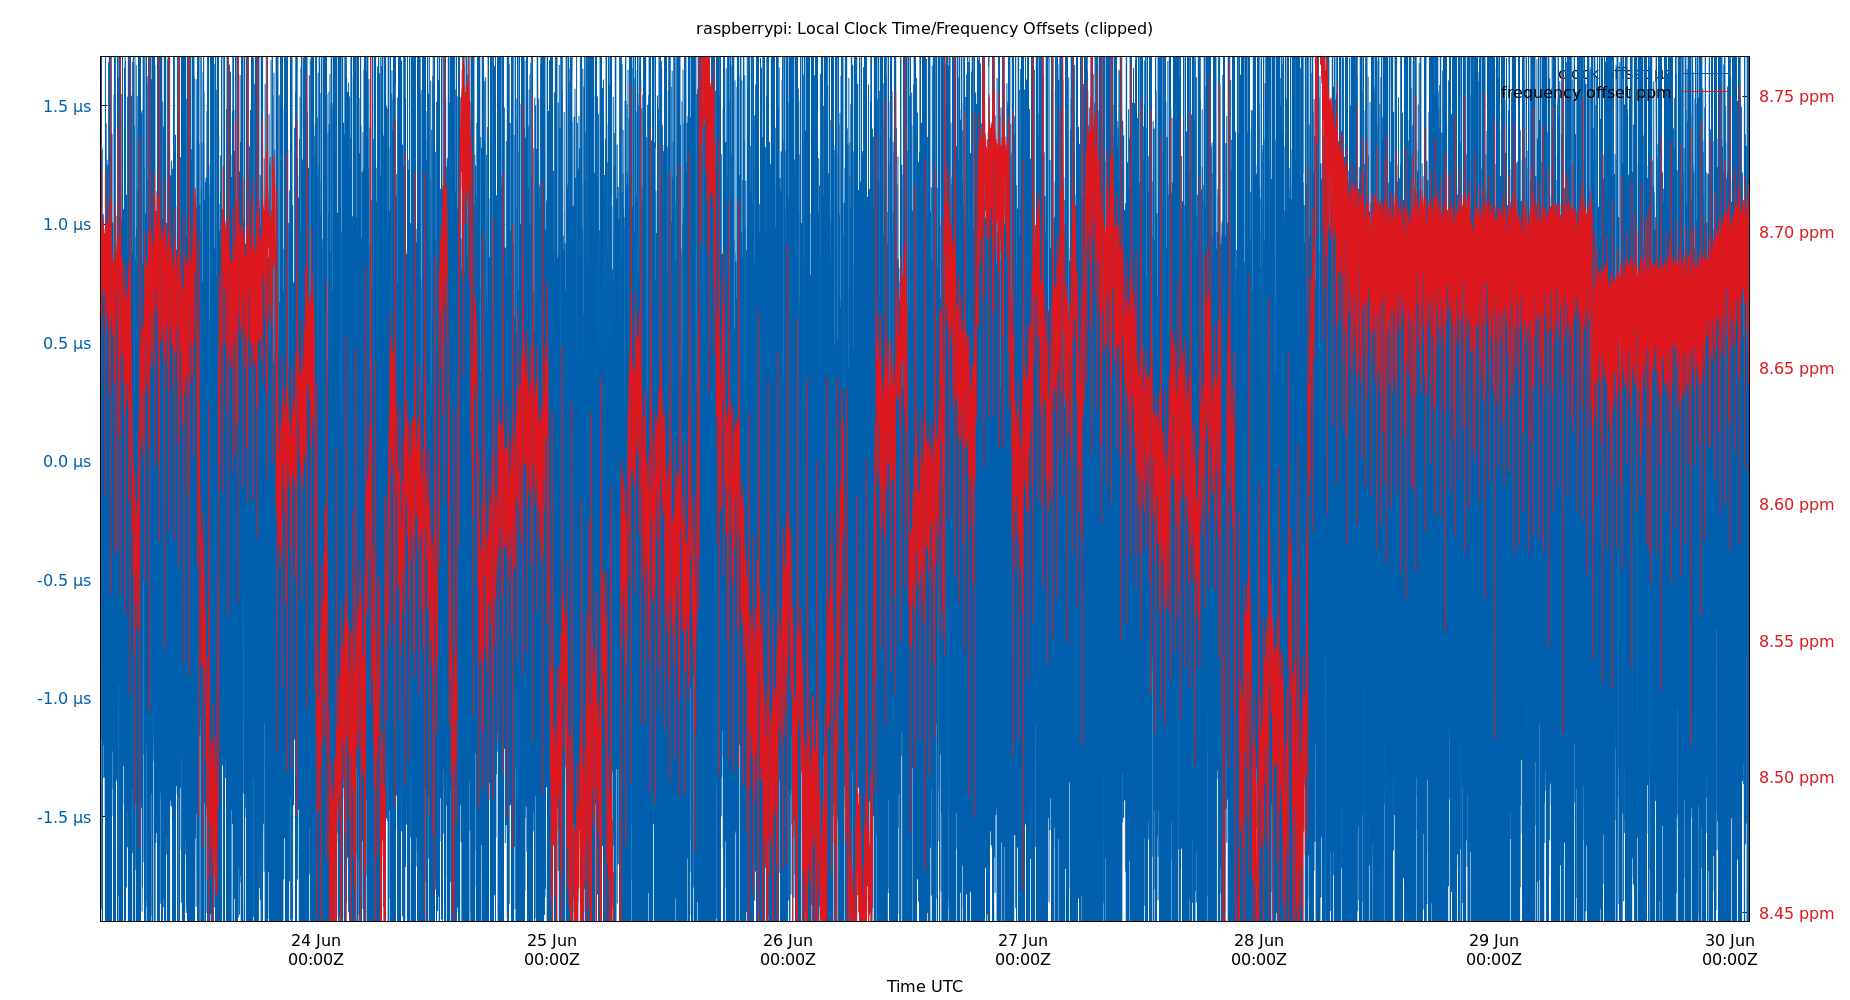 raspberrypi: Local Clock Time/Frequency Offsets (clipped)
clock offset µs
frequency offset ppm
1.5 µs
1.0 µs
0.5 µs
0.0 µs
-0.5 µs
-1.0 µs
-1.5 µs
8.75 ppm
8.70 ppm
8.65 ppm
8.60 ppm
8.55 ppm
8.50 ppm
8.45 ppm
24 Jun 25 Jun 26 Jun 27 Jun 28 Jun 29 Jun 30 Jun
00:00Z 00:00Z 00:00Z 00:00Z 00:00Z 00:00Z 00:00Z
Time UTC